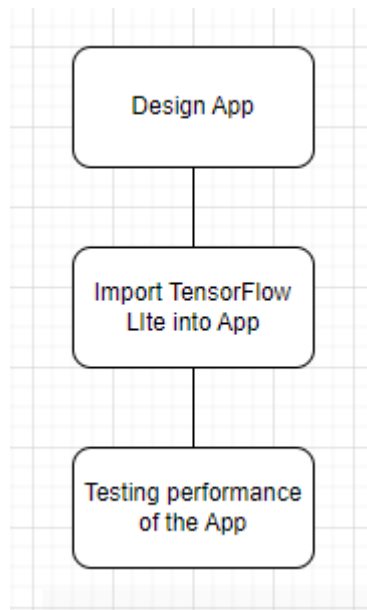 Design App
Import TensorFlow
LIte into App
Testing performance
of the App